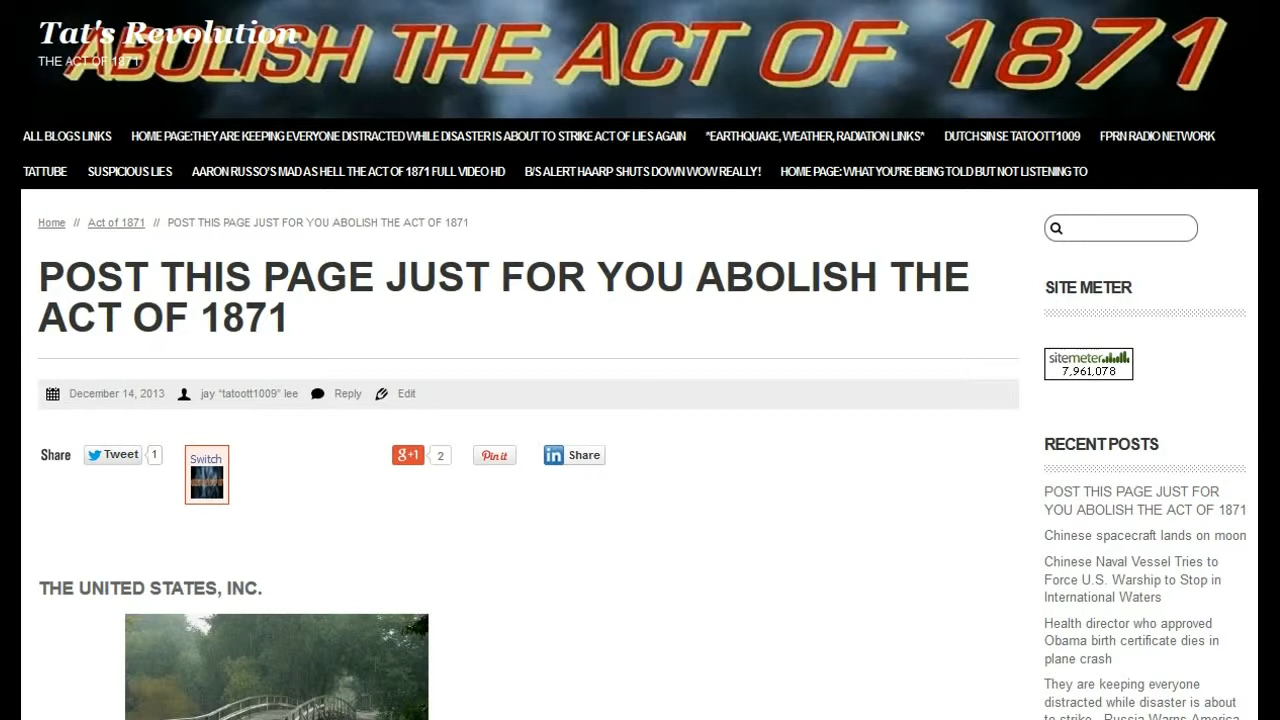 ABOLISH THE ACT OF 1871
Tat's Revolution
THE ACT OF 1871
ALL BLOGS LINKS HOME PAGE:THEY ARE KEEPING EVERYONE DISTRACTED WHILE DISASTER IS ABOUT TO STRIKE ACT OF LIES AGAIN *EARTHQUAKE, WEATHER, RADIATION LINKS* DUTCHSINSE TATOOTT1009 FPRN RADIO NETWORK
TATTUBE SUSPICIOUS LIES AARON RUSSO'S MAD AS HELL THE ACT OF 1871 FULL VIDEO HD B/S ALERT HAARP SHUTS DOWN WOW REALLY! HOME PAGE: WHAT YOU'RE BEING TOLD BUT NOT LISTENING TO
Home // Act of 1871 // POST THIS PAGE JUST FOR YOU ABOLISH THE ACT OF 1871
POST THIS PAGE JUST FOR YOU ABOLISH THE
ACT OF 1871
December 14, 2013 jay “tatoott1009” lee Reply Edit
Share Tweet 1 Switch g+1 2 Pin it in Share
THE UNITED STATES, INC.
SITE METER
sitemeter
7,961,078
RECENT POSTS
POST THIS PAGE JUST FOR
YOU ABOLISH THE ACT OF 1871
Chinese spacecraft lands on moon
Chinese Naval Vessel Tries to
Force U.S. Warship to Stop in
International Waters
Health director who approved
Obama birth certificate dies in
plane crash
They are keeping everyone
distracted while disaster is about
to strike Russia Warns America